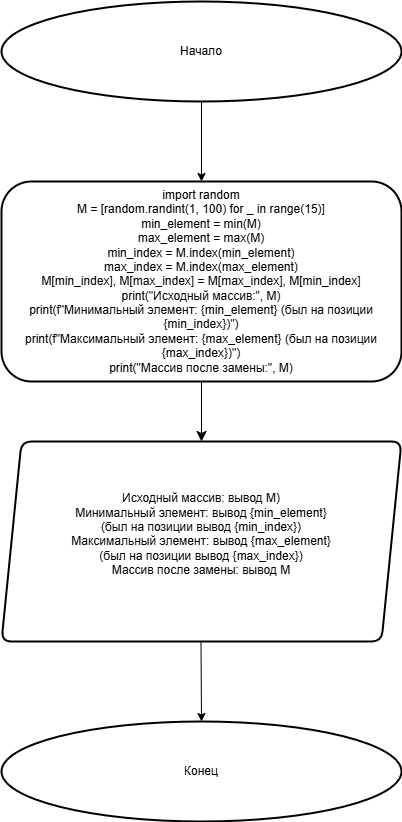 Начало
import random
M = [random.randint(1, 100) for _ in range(15)]
min_element = min(M)
max_element = max(M)
min_index = M.index(min_element)
max_index = M.index(max_element)
M[min_index], M[max_index] = M[max_index], M[min_index]
print("Исходный массив:", M)
print(f"Минимальный элемент: {min_element} (был на позиции
{min_index})")
print(f"Максимальный элемент: {max_element} (был на позиции
{max_index})")
print("Массив после замены:", M)
Исходный массив: вывод M)
Минимальный элемент: вывод {min_element}
(был на позиции вывод {min_index})
Максимальный элемент: вывод {max_element}
(был на позиции вывод {max_index})
Массив после замены: вывод M
Конец